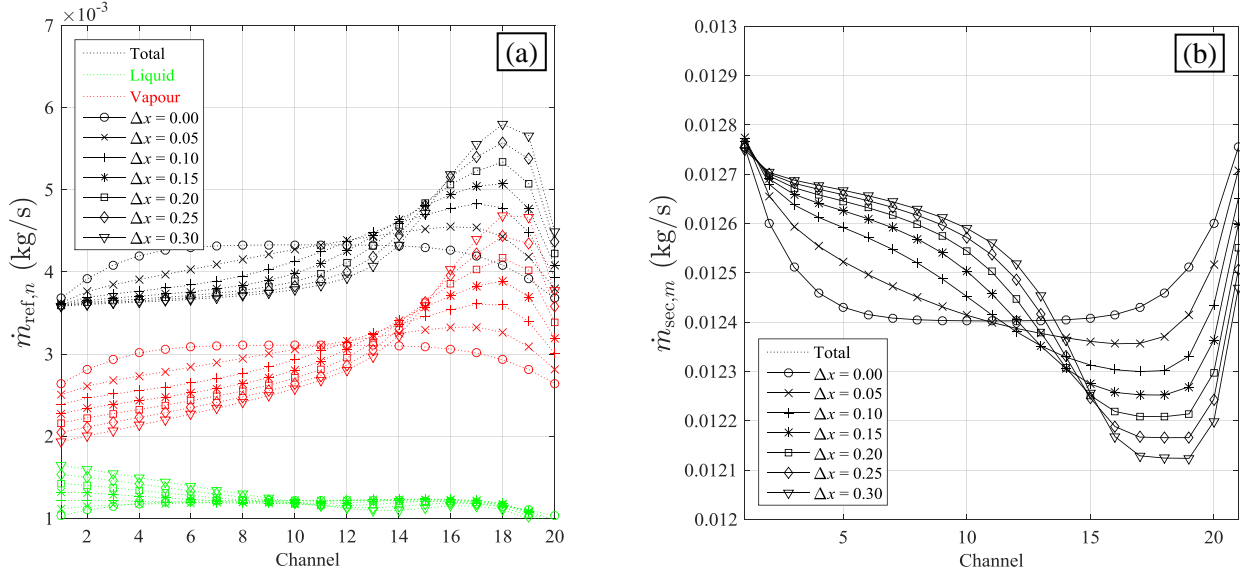 ×10⁻³
7
6
5
4
3
2
1
ṁref,n (kg/s)
(a)
Total
Liquid
Vapour
Δx = 0.00
Δx = 0.05
Δx = 0.10
Δx = 0.15
Δx = 0.20
Δx = 0.25
Δx = 0.30
2 4 6 8 10 12 14 16 18 20
Channel
0.013
0.0129
0.0128
0.0127
0.0126
0.0125
0.0124
0.0123
0.0122
0.0121
0.012
ṁsec,m (kg/s)
(b)
Total
Δx = 0.00
Δx = 0.05
Δx = 0.10
Δx = 0.15
Δx = 0.20
Δx = 0.25
Δx = 0.30
5 10 15 20
Channel